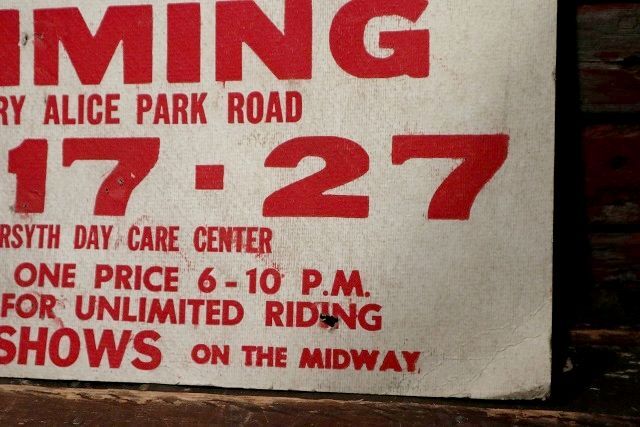 MMING
RY ALICE PARK ROAD
17 - 27
RSYTH DAY CARE CENTER
ONE PRICE 6 - 10 P.M.
FOR UNLIMITED RIDING
SHOWS ON THE MIDWAY